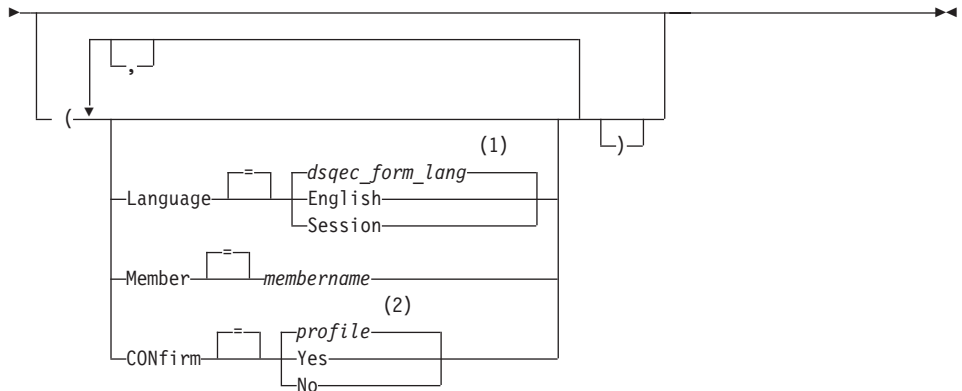 ,
(
)
(1)
= dsqec_form_lang
Language English
Session
=
Member membername
(2)
= profile
CONfirm Yes
No